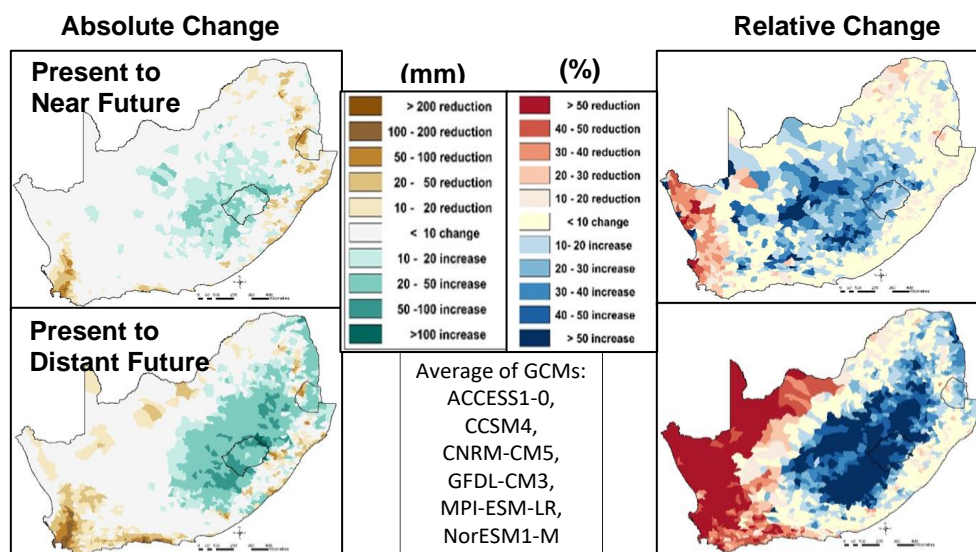 Absolute Change
Relative Change
Present to
Near Future
(mm)
(%)
> 200 reduction
100 - 200 reduction
50 - 100 reduction
20 - 50 reduction
10 - 20 reduction
< 10 change
10 - 20 increase
20 - 50 increase
50 -100 increase
>100 increase
> 50 reduction
40 - 50 reduction
30 - 40 reduction
20 - 30 reduction
10 - 20 reduction
< 10 change
10- 20 increase
20 - 30 increase
30 - 40 increase
40 - 50 increase
> 50 increase
Present to
Distant Future
Average of GCMs:
ACCESS1-0,
CCSM4,
CNRM-CM5,
GFDL-CM3,
MPI-ESM-LR,
NorESM1-M